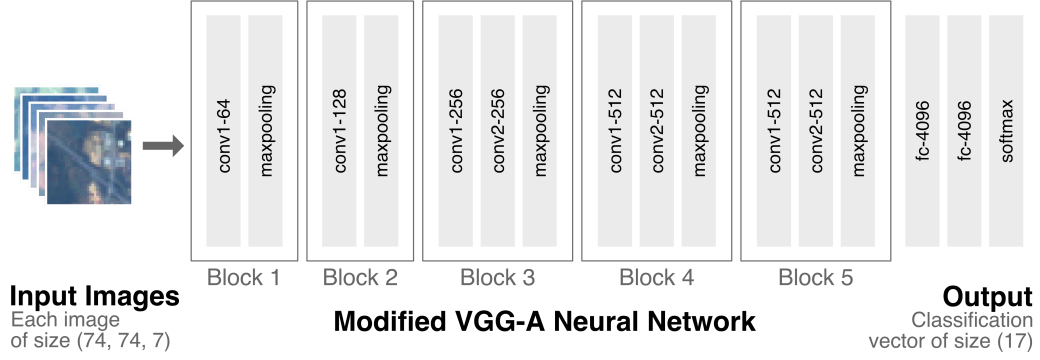 conv1-64
maxpooling
conv1-128
maxpooling
conv1-256
conv2-256
maxpooling
conv1-512
conv2-512
maxpooling
conv1-512
conv2-512
maxpooling
fc-4096
fc-4096
softmax
Block 1
Block 2
Block 3
Block 4
Block 5
Input Images
Each image
of size (74, 74, 7)
Modified VGG-A Neural Network
Output
Classification
vector of size (17)